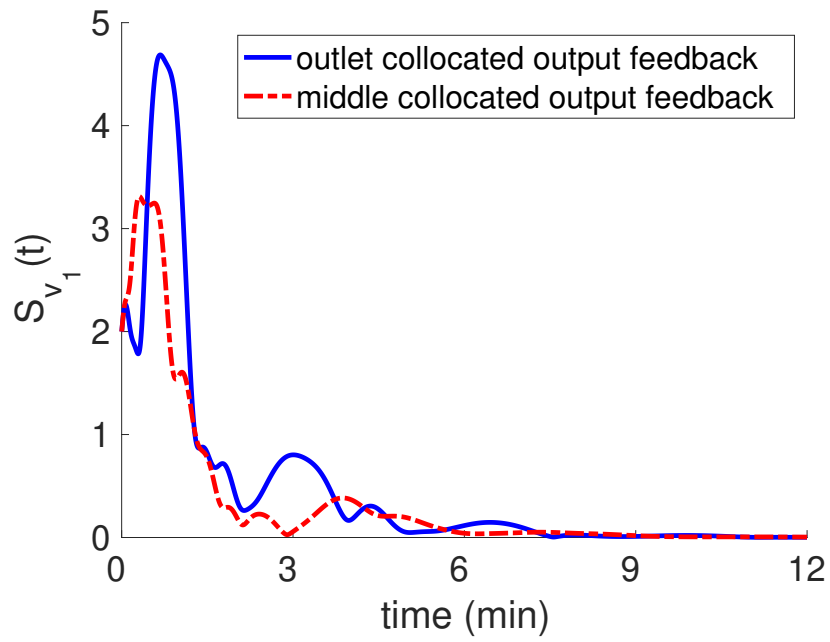 5
4
3
2
1
0
S_{v_1}(t)
outlet collocated output feedback
middle collocated output feedback
0 3 6 9 12
time (min)